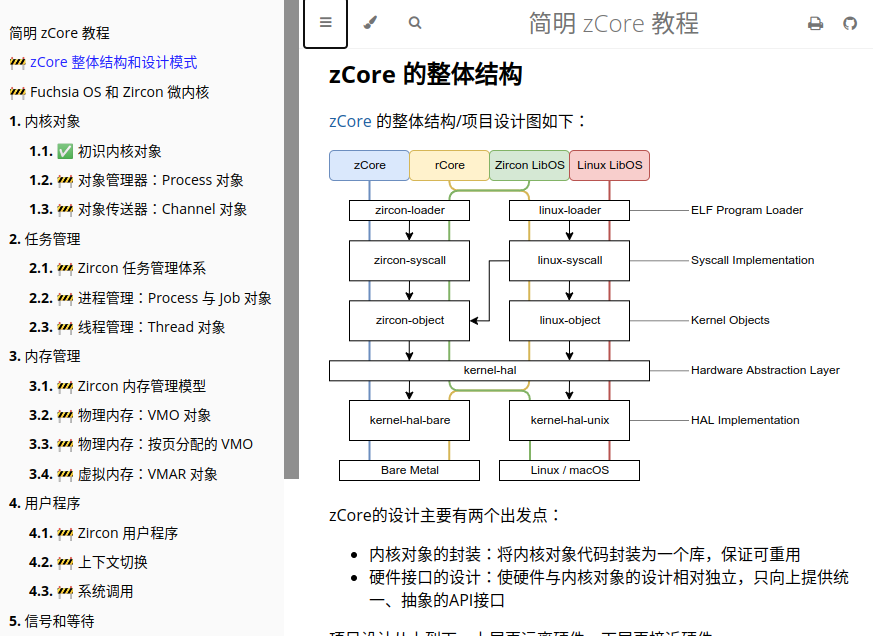 简明 zCore 教程
🚧 zCore 整体结构和设计模式
🚧 Fuchsia OS 和 Zircon 微内核
1. 内核对象
1.1. ✅ 初识内核对象
1.2. 🚧 对象管理器：Process 对象
1.3. 🚧 对象传送器：Channel 对象
2. 任务管理
2.1. 🚧 Zircon 任务管理体系
2.2. 🚧 进程管理：Process 与 Job 对象
2.3. 🚧 线程管理：Thread 对象
3. 内存管理
3.1. 🚧 Zircon 内存管理模型
3.2. 🚧 物理内存：VMO 对象
3.3. 🚧 物理内存：按页分配的 VMO
3.4. 🚧 虚拟内存：VMAR 对象
4. 用户程序
4.1. 🚧 Zircon 用户程序
4.2. 🚧 上下文切换
4.3. 🚧 系统调用
5. 信号和等待
简明 zCore 教程
zCore 的整体结构
zCore 的整体结构/项目设计图如下：
zCore rCore Zircon LibOS Linux LibOS
zircon-loader linux-loader ELF Program Loader
zircon-syscall linux-syscall Syscall Implementation
zircon-object linux-object Kernel Objects
kernel-hal Hardware Abstraction Layer
kernel-hal-bare kernel-hal-unix HAL Implementation
Bare Metal Linux / macOS
zCore的设计主要有两个出发点：
内核对象的封装：将内核对象代码封装为一个库，保证可重用
硬件接口的设计：使硬件与内核对象的设计相对独立，只向上提供统
一、抽象的API接口